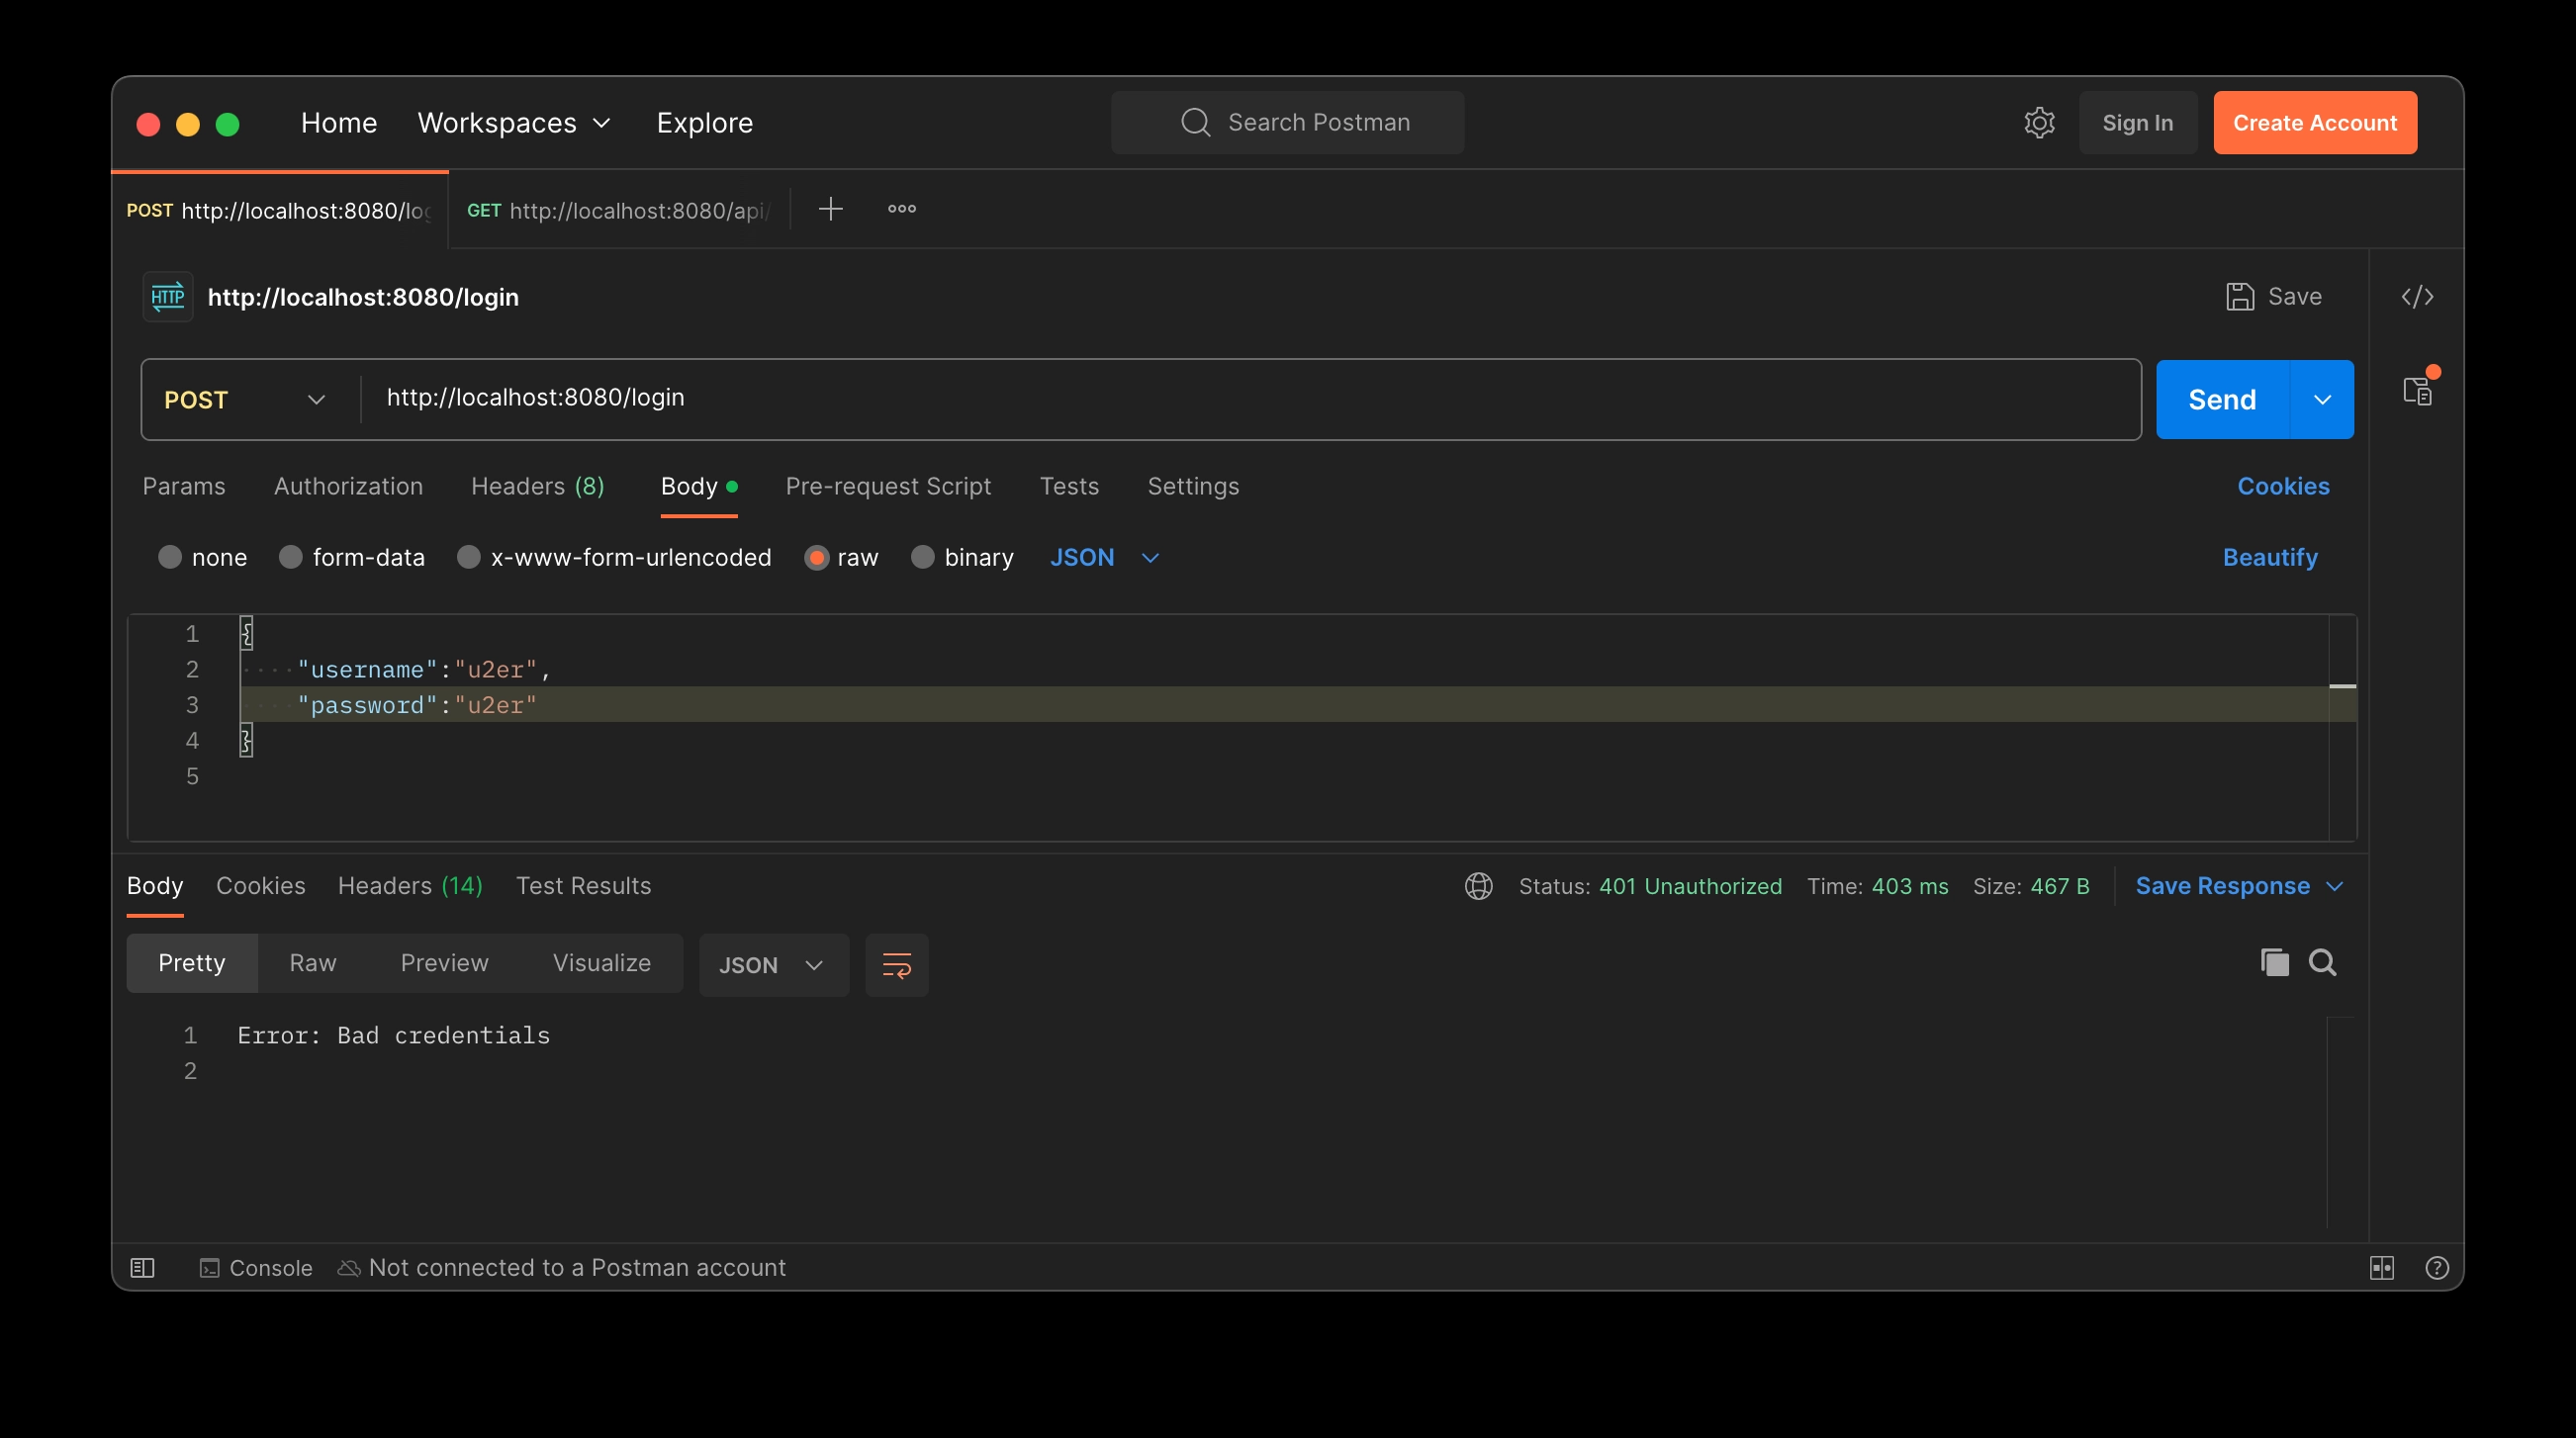 Home Workspaces Explore Search Postman Sign In Create Account
POST http://localhost:8080/log GET http://localhost:8080/api/
HTTP http://localhost:8080/login Save
POST http://localhost:8080/login Send
Params Authorization Headers (8) Body Pre-request Script Tests Settings Cookies
none form-data x-www-form-urlencoded raw binary JSON Beautify
1 {
2 "username":"u2er",
3 "password":"u2er"
4 }
5
Body Cookies Headers (14) Test Results Status: 401 Unauthorized Time: 403 ms Size: 467 B Save Response
Pretty Raw Preview Visualize JSON
1 Error: Bad credentials
2
Console Not connected to a Postman account